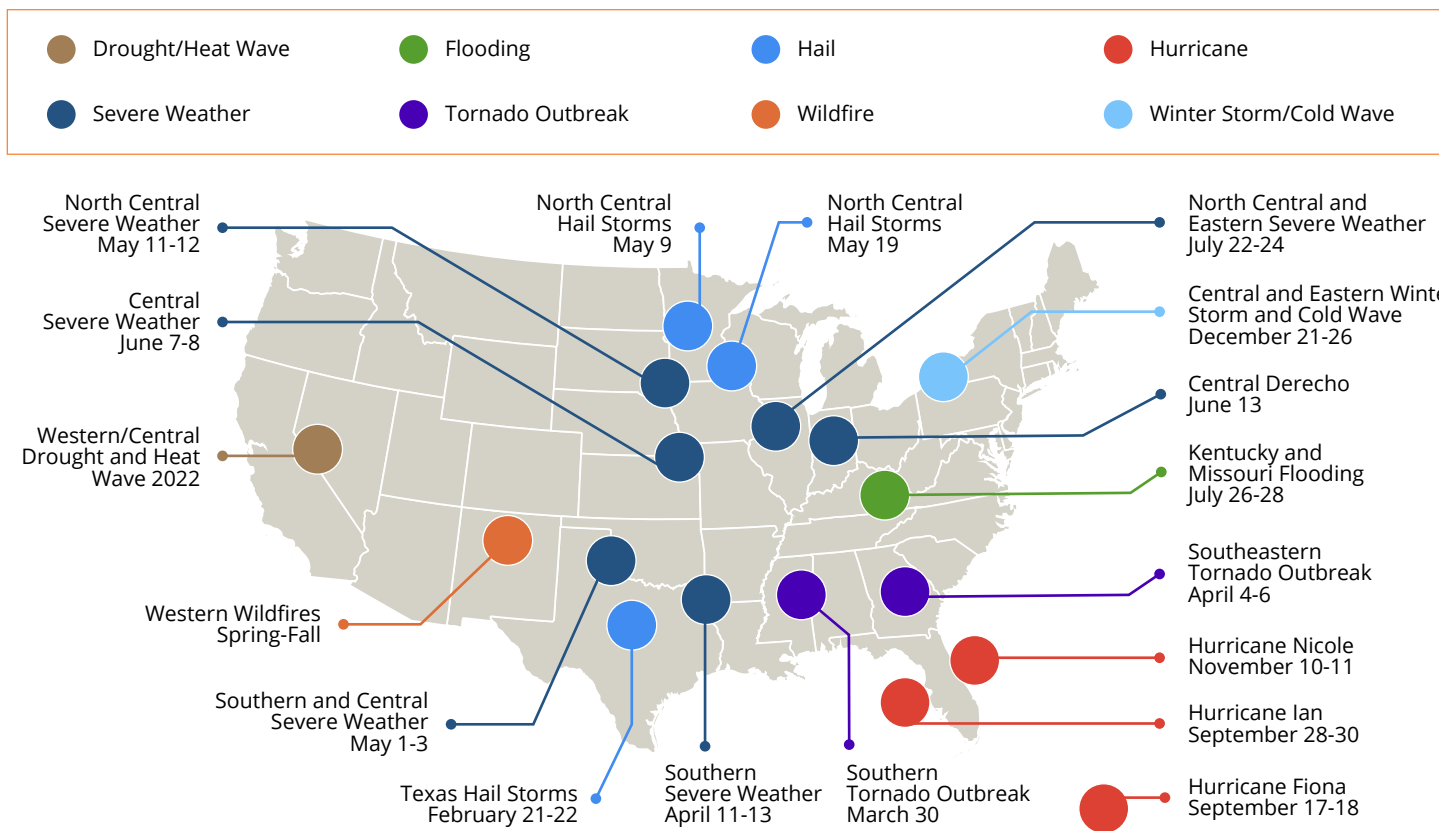 Drought/Heat Wave
Flooding
Hail
Hurricane
Severe Weather
Tornado Outbreak
Wildfire
Winter Storm/Cold Wave
North Central
Severe Weather
May 11-12
North Central
Hail Storms
May 9
North Central
Hail Storms
May 19
North Central and
Eastern Severe Weather
July 22-24
Central
Severe Weather
June 7-8
Central and Eastern
Storm and Cold Wave
December 21-26
Central Derecho
June 13
Western/Central
Drought and Heat
Wave 2022
Kentucky and
Missouri Flooding
July 26-28
Southeastern
Tornado Outbreak
April 4-6
Western Wildfires
Spring-Fall
Hurricane Nicole
November 10-11
Southern and Central
Severe Weather
May 1-3
Hurricane Ian
September 28-30
Texas Hail Storms
February 21-22
Southern
Severe Weather
April 11-13
Southern
Tornado Outbreak
March 30
Hurricane Fiona
September 17-18